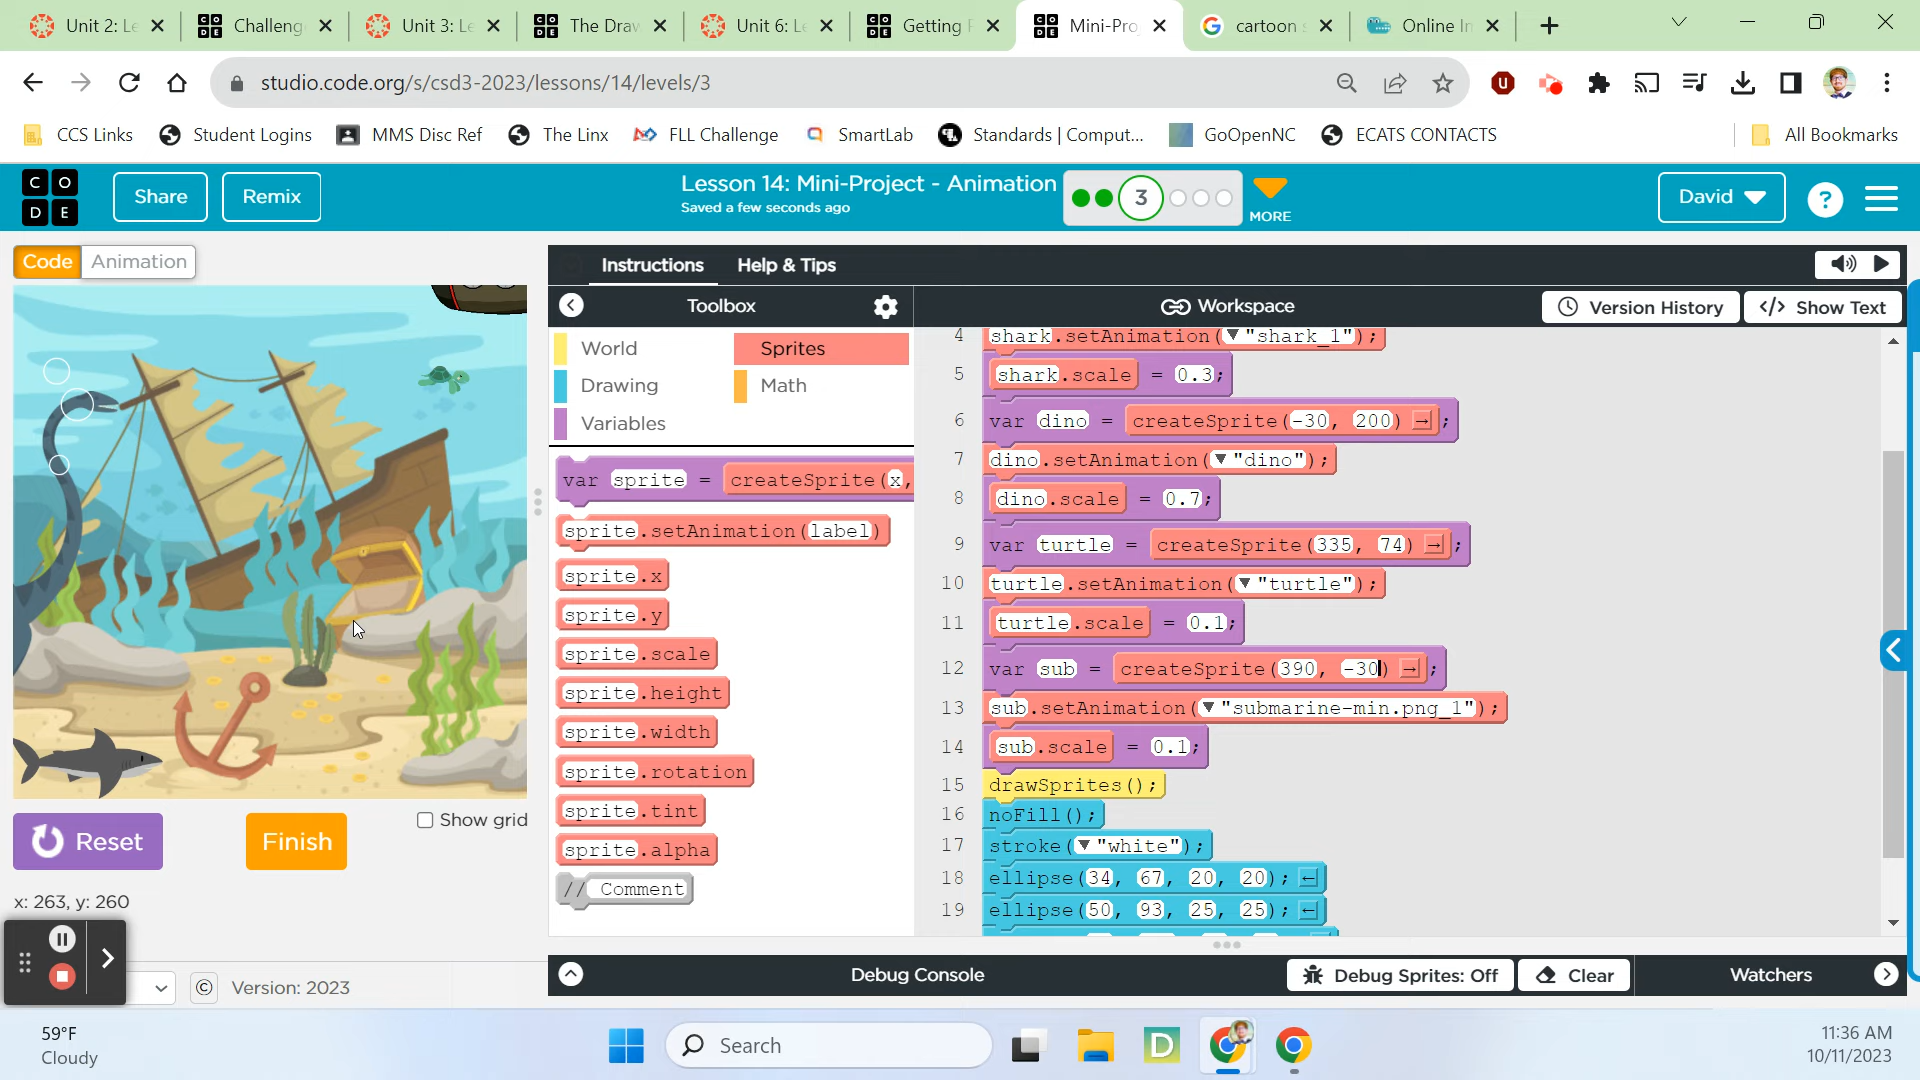 Unit 2: Le
Challeng
Unit 3: Le
The Draw
Unit 6: Le
Getting P
Mini-Pro
cartoon s
Online In
studio.code.org/s/csd3-2023/lessons/14/levels/3
CCS Links
Student Logins
MMS Disc Ref
The Linx
FLL Challenge
SmartLab
Standards | Comput...
GoOpenNC
ECATS CONTACTS
All Bookmarks
C O D E
Share
Remix
Lesson 14: Mini-Project - Animation
Saved a few seconds ago
3
MORE
David
?
Code
Animation
Instructions
Help & Tips
Toolbox
Workspace
Version History
</> Show Text
World
Sprites
Drawing
Math
Variables
var sprite = createSprite(x,
sprite.setAnimation(label)
sprite.x
sprite.y
sprite.scale
sprite.height
sprite.width
sprite.rotation
sprite.tint
sprite.alpha
// Comment
4 shark.setAnimation("shark_1");
5 shark.scale = 0.3;
6 var dino = createSprite(-30, 200);
7 dino.setAnimation("dino");
8 dino.scale = 0.7;
9 var turtle = createSprite(335, 74);
10 turtle.setAnimation("turtle");
11 turtle.scale = 0.1;
12 var sub = createSprite(390, -30);
13 sub.setAnimation("submarine-min.png_1");
14 sub.scale = 0.1;
15 drawSprites();
16 noFill();
17 stroke("white");
18 ellipse(34, 67, 20, 20);
19 ellipse(50, 93, 25, 25);
Reset
Finish
Show grid
x: 263, y: 260
© Version: 2023
Debug Console
Debug Sprites: Off
Clear
Watchers
59°F
Cloudy
Search
D
11:36 AM
10/11/2023